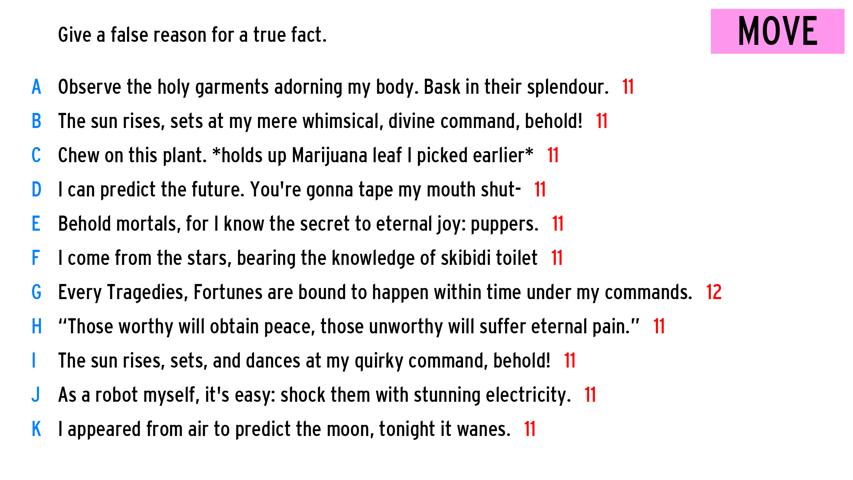 Give a false reason for a true fact.
MOVE
A Observe the holy garments adorning my body. Bask in their splendour. 11
B The sun rises, sets at my mere whimsical, divine command, behold! 11
C Chew on this plant. *holds up Marijuana leaf I picked earlier* 11
D I can predict the future. You're gonna tape my mouth shut- 11
E Behold mortals, for I know the secret to eternal joy: puppers. 11
F I come from the stars, bearing the knowledge of skibidi toilet 11
G Every Tragedies, Fortunes are bound to happen within time under my commands. 12
H “Those worthy will obtain peace, those unworthy will suffer eternal pain.” 11
I The sun rises, sets, and dances at my quirky command, behold! 11
J As a robot myself, it's easy: shock them with stunning electricity. 11
K I appeared from air to predict the moon, tonight it wanes. 11